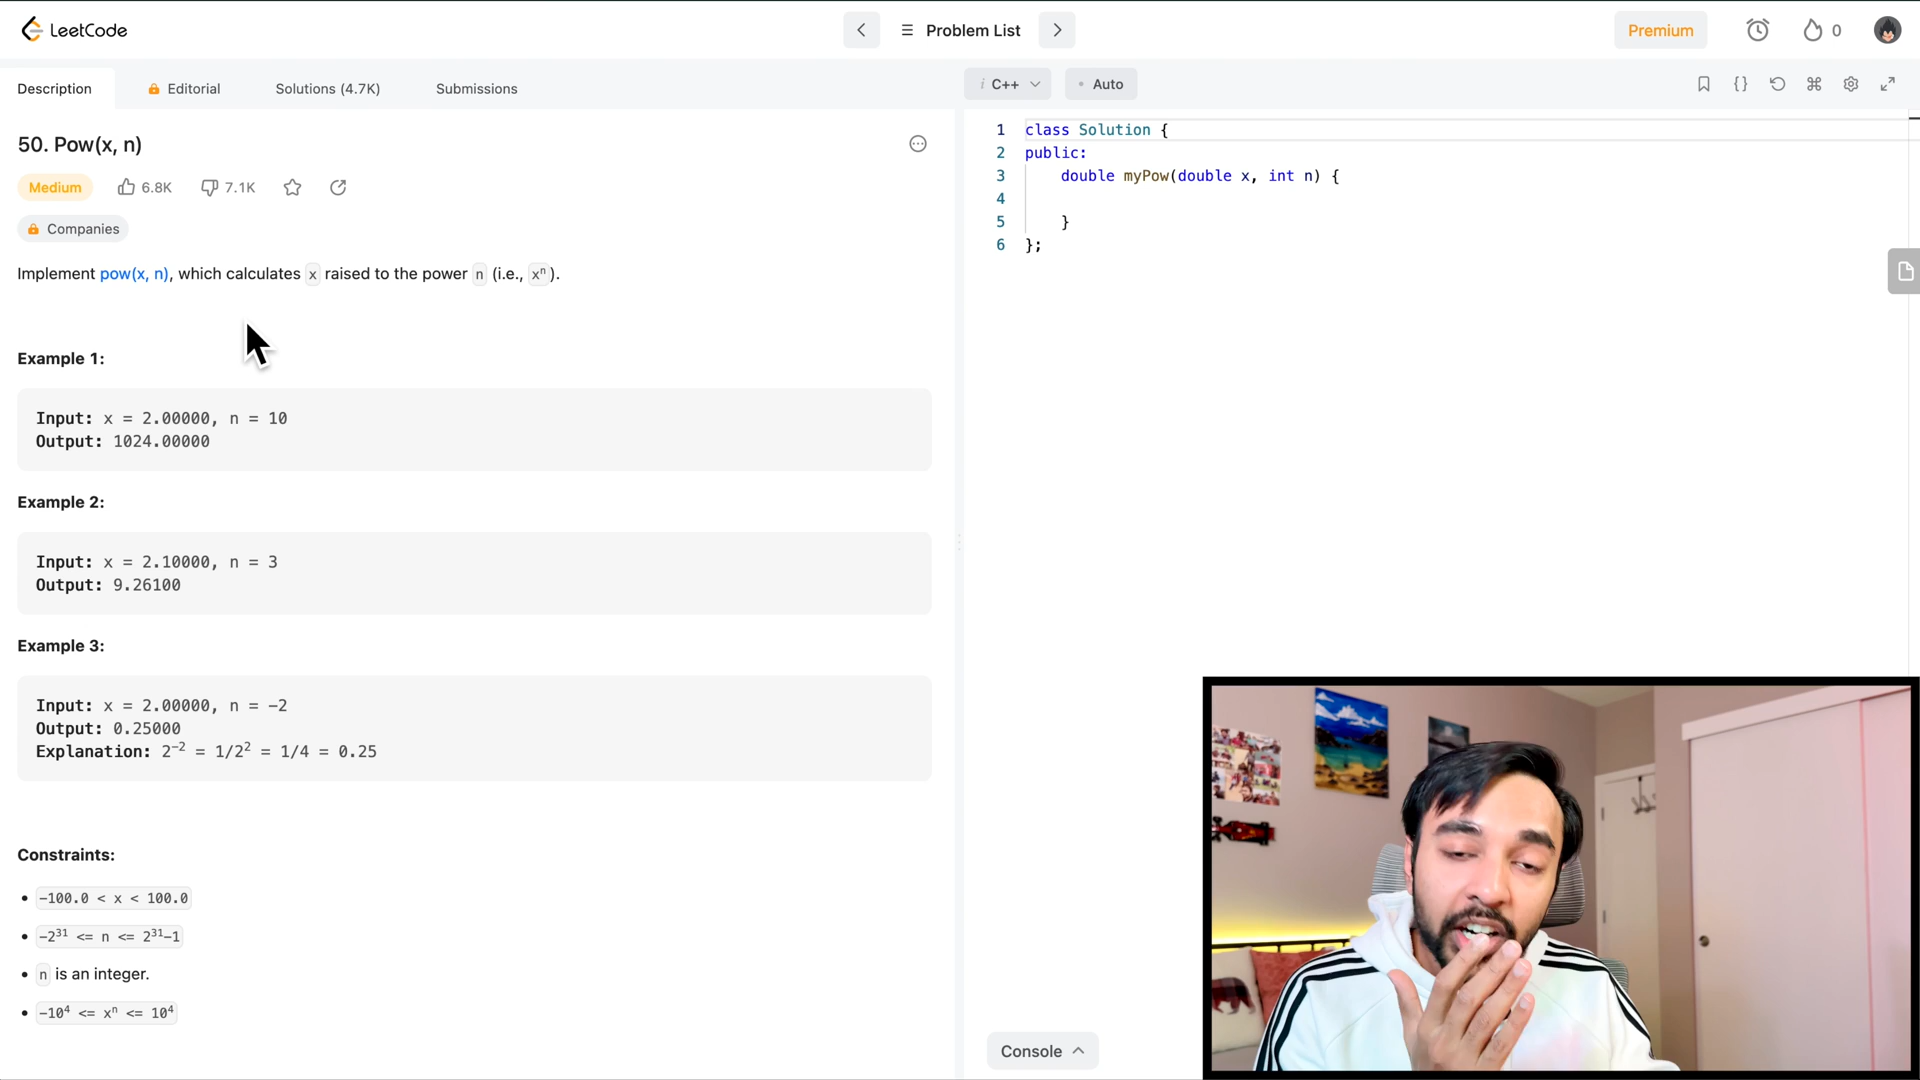 LeetCode
Problem List
Premium
0
Description
Editorial
Solutions (4.7K)
Submissions
i C++
• Auto
50. Pow(x, n)
Medium
6.8K
7.1K
Companies
Implement pow(x, n), which calculates x raised to the power n (i.e., xⁿ).
Example 1:
Input: x = 2.00000, n = 10
Output: 1024.00000
Example 2:
Input: x = 2.10000, n = 3
Output: 9.26100
Example 3:
Input: x = 2.00000, n = -2
Output: 0.25000
Explanation: 2⁻² = 1/2² = 1/4 = 0.25
Constraints:
• -100.0 < x < 100.0
• -2³¹ <= n <= 2³¹-1
• n is an integer.
• -10⁴ <= xⁿ <= 10⁴
1 class Solution {
2 public:
3 double myPow(double x, int n) {
4
5 }
6 };
Console